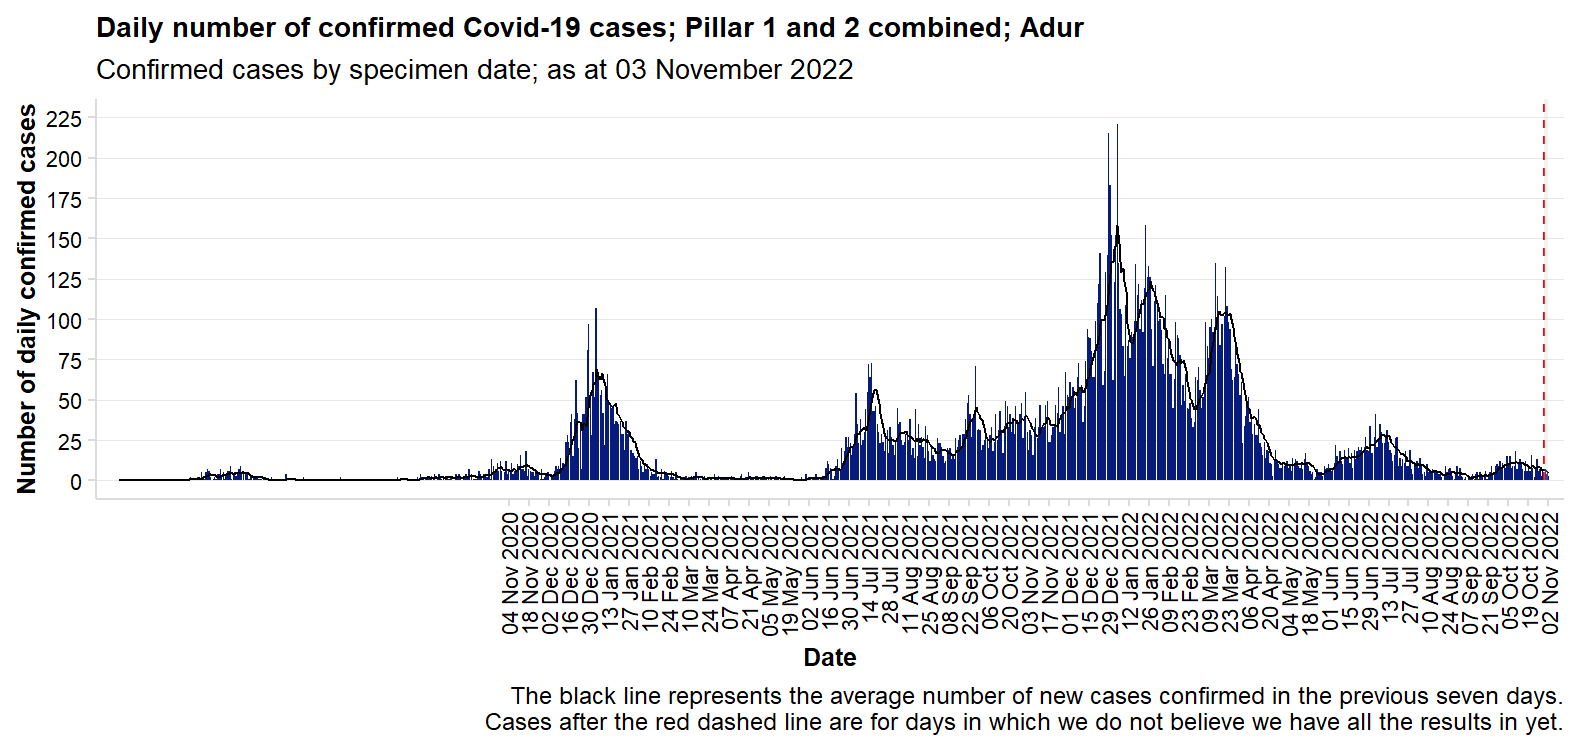 Daily number of confirmed Covid-19 cases; Pillar 1 and 2 combined; Adur
Confirmed cases by specimen date; as at 03 November 2022
Number of daily confirmed cases
225
200
175
150
125
100
75
50
25
0
04 Nov 2020
18 Nov 2020
02 Dec 2020
16 Dec 2020
30 Dec 2020
13 Jan 2021
27 Jan 2021
10 Feb 2021
24 Feb 2021
10 Mar 2021
24 Mar 2021
07 Apr 2021
21 Apr 2021
05 May 2021
19 May 2021
02 Jun 2021
16 Jun 2021
30 Jun 2021
14 Jul 2021
28 Jul 2021
11 Aug 2021
25 Aug 2021
08 Sep 2021
22 Sep 2021
06 Oct 2021
20 Oct 2021
03 Nov 2021
17 Nov 2021
01 Dec 2021
15 Dec 2021
29 Dec 2021
12 Jan 2022
26 Jan 2022
09 Feb 2022
23 Feb 2022
09 Mar 2022
23 Mar 2022
06 Apr 2022
20 Apr 2022
04 May 2022
18 May 2022
01 Jun 2022
15 Jun 2022
29 Jun 2022
13 Jul 2022
27 Jul 2022
10 Aug 2022
24 Aug 2022
07 Sep 2022
21 Sep 2022
05 Oct 2022
19 Oct 2022
02 Nov 2022
Date
The black line represents the average number of new cases confirmed in the previous seven days.
Cases after the red dashed line are for days in which we do not believe we have all the results in yet.